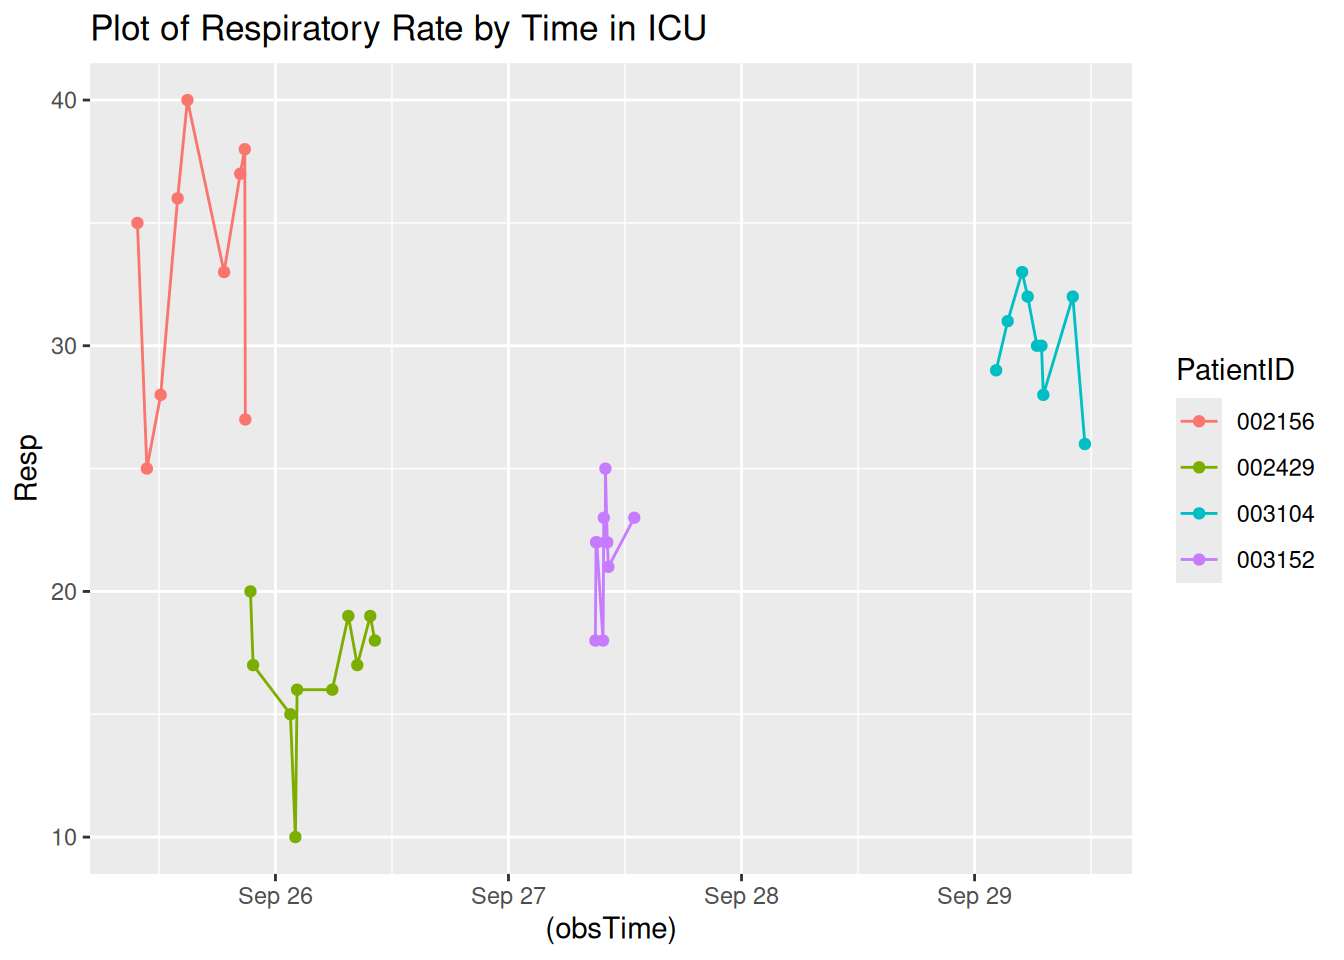 Plot of Respiratory Rate by Time in ICU
40
30
20
10
Resp
Sep 26
Sep 27
Sep 28
Sep 29
(obsTime)
PatientID
002156
002429
003104
003152